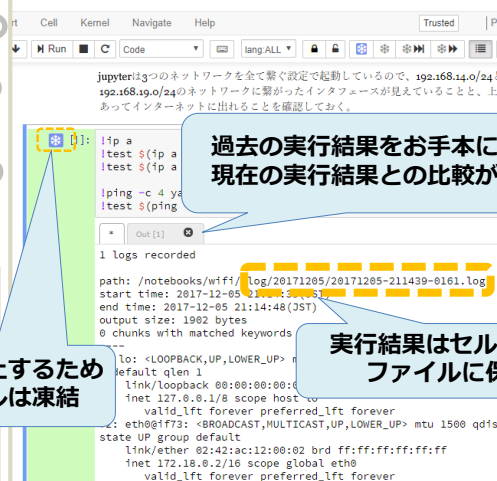 Cell Kernel Navigate Help Trusted
Run C Code lang:ALL
jupyterは3つのネットワークを全て繋ぐ設定で起動しているので、192.168.14.0/24と
192.168.19.0/24のネットワークに繋がったインタフェースが見えていることと、上
あってインターネットに出れることを確認しておく。
!ip a
!test $(ip a
!test $(ip a
!ping -c 4 ya
!test $(ping
過去の実行結果をお手本に
現在の実行結果との比較が
* Out [1]
1 logs recorded
path: /notebooks/wifi/.log/20171205/20171205-211439-0161.log
start time: 2017-12-05 21:14:39(JST)
end time: 2017-12-05 21:14:48(JST)
output size: 1902 bytes
0 chunks with matched keywords
----
lo: <LOOPBACK,UP,LOWER_UP>
default qlen 1
link/loopback 00:00:00:00:0
inet 127.0.0.1/8 scope host lo
valid_lft forever preferred_lft forever
2: eth0@if73: <BROADCAST,MULTICAST,UP,LOWER_UP> mtu 1500 qdis
state UP group default
link/ether 02:42:ac:12:00:02 brd ff:ff:ff:ff:ff:ff
inet 172.18.0.2/16 scope global eth0
valid_lft forever preferred_lft forever
実行結果はセル
ファイルに保
止するため
ルは凍結